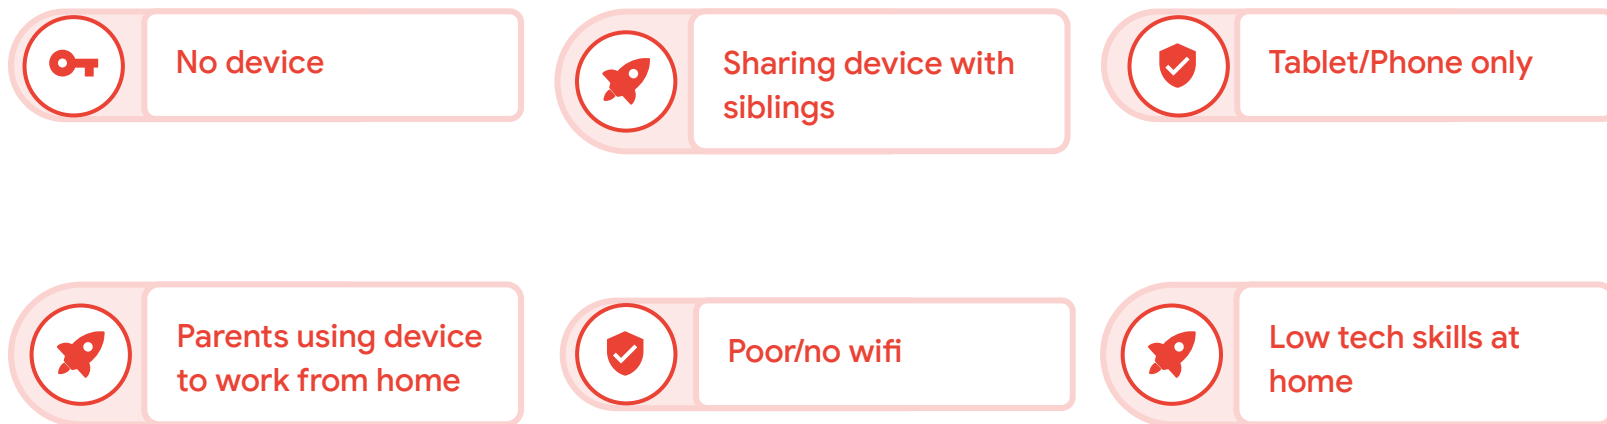 No device
Sharing device with
siblings
Tablet/Phone only
Parents using device
to work from home
Poor/no wifi
Low tech skills at
home